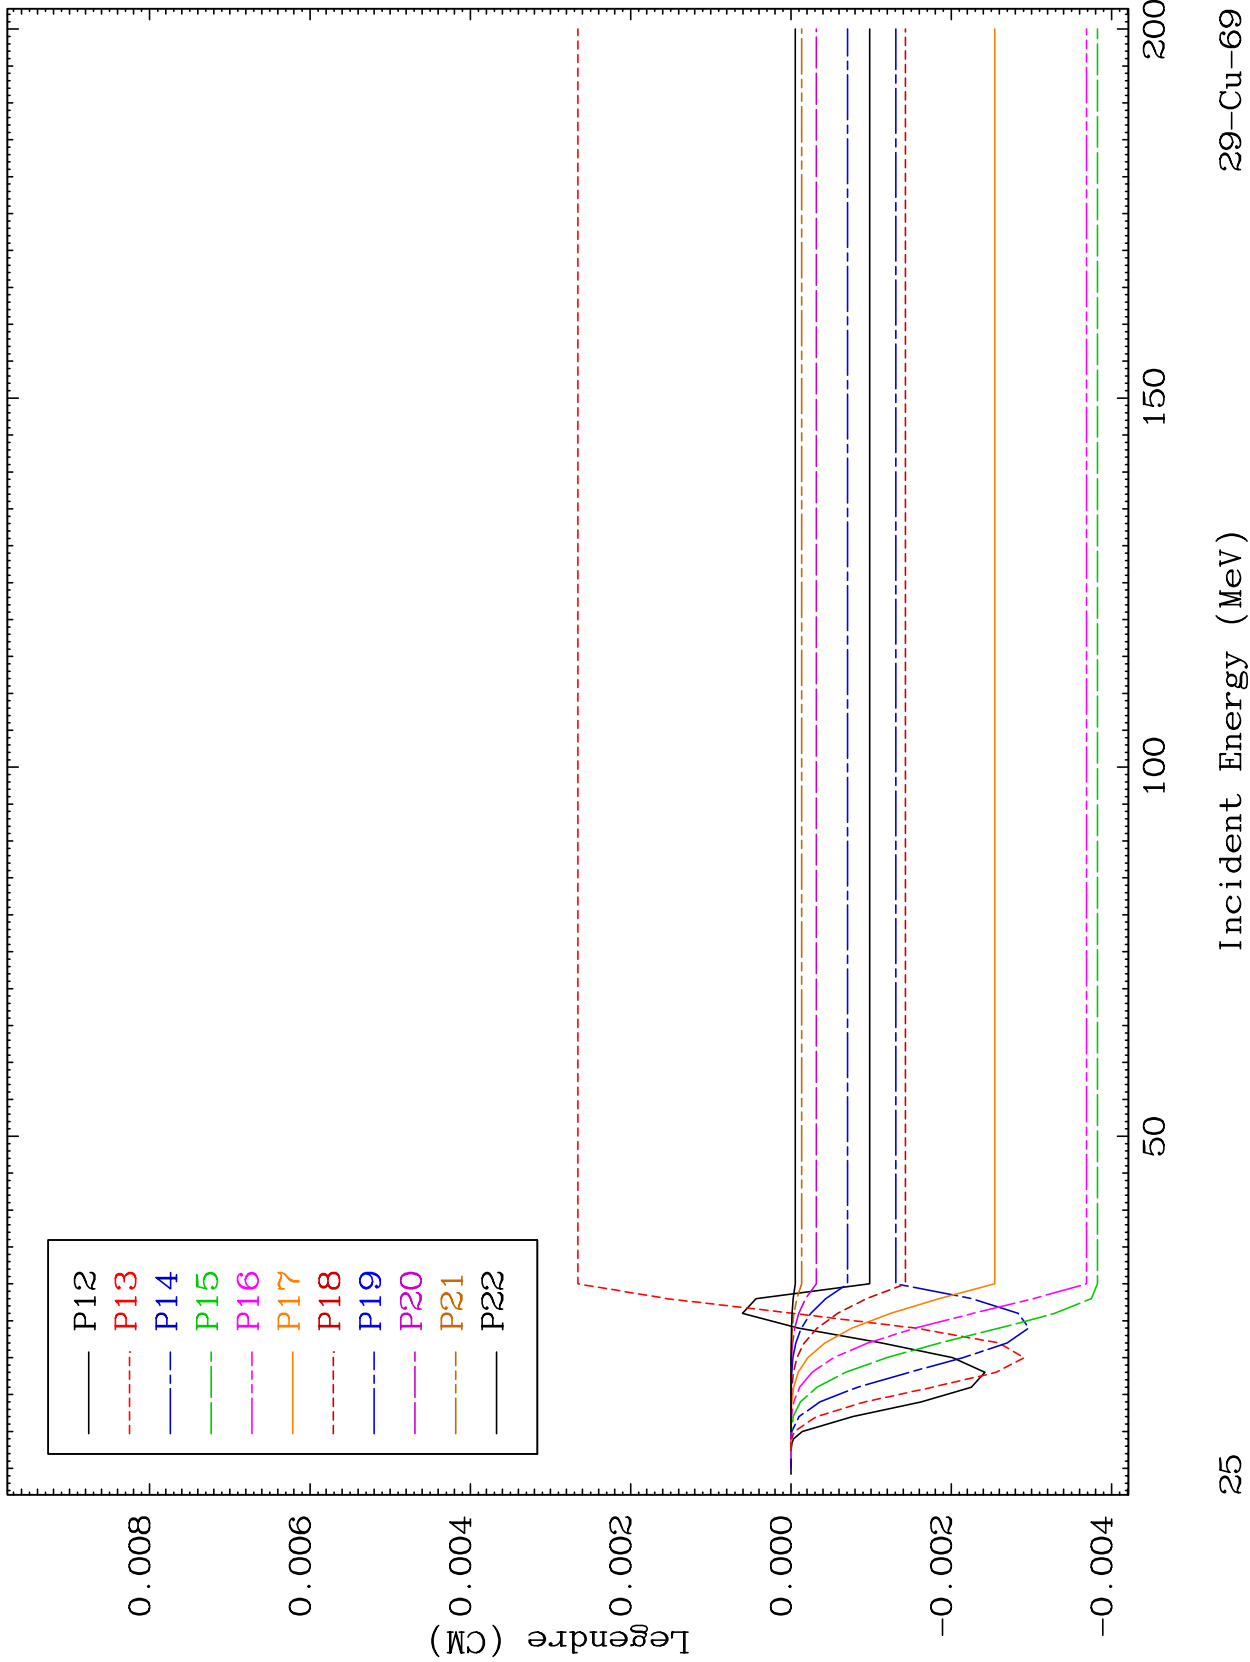 P12
P13
P14
P15
P16
P17
P18
P19
P20
P21
P22
Legendre (CM)
0.008
0.006
0.004
0.002
0.000
-0.002
-0.004
50
100
150
200
Incident Energy (MeV)
25
29-Cu-69